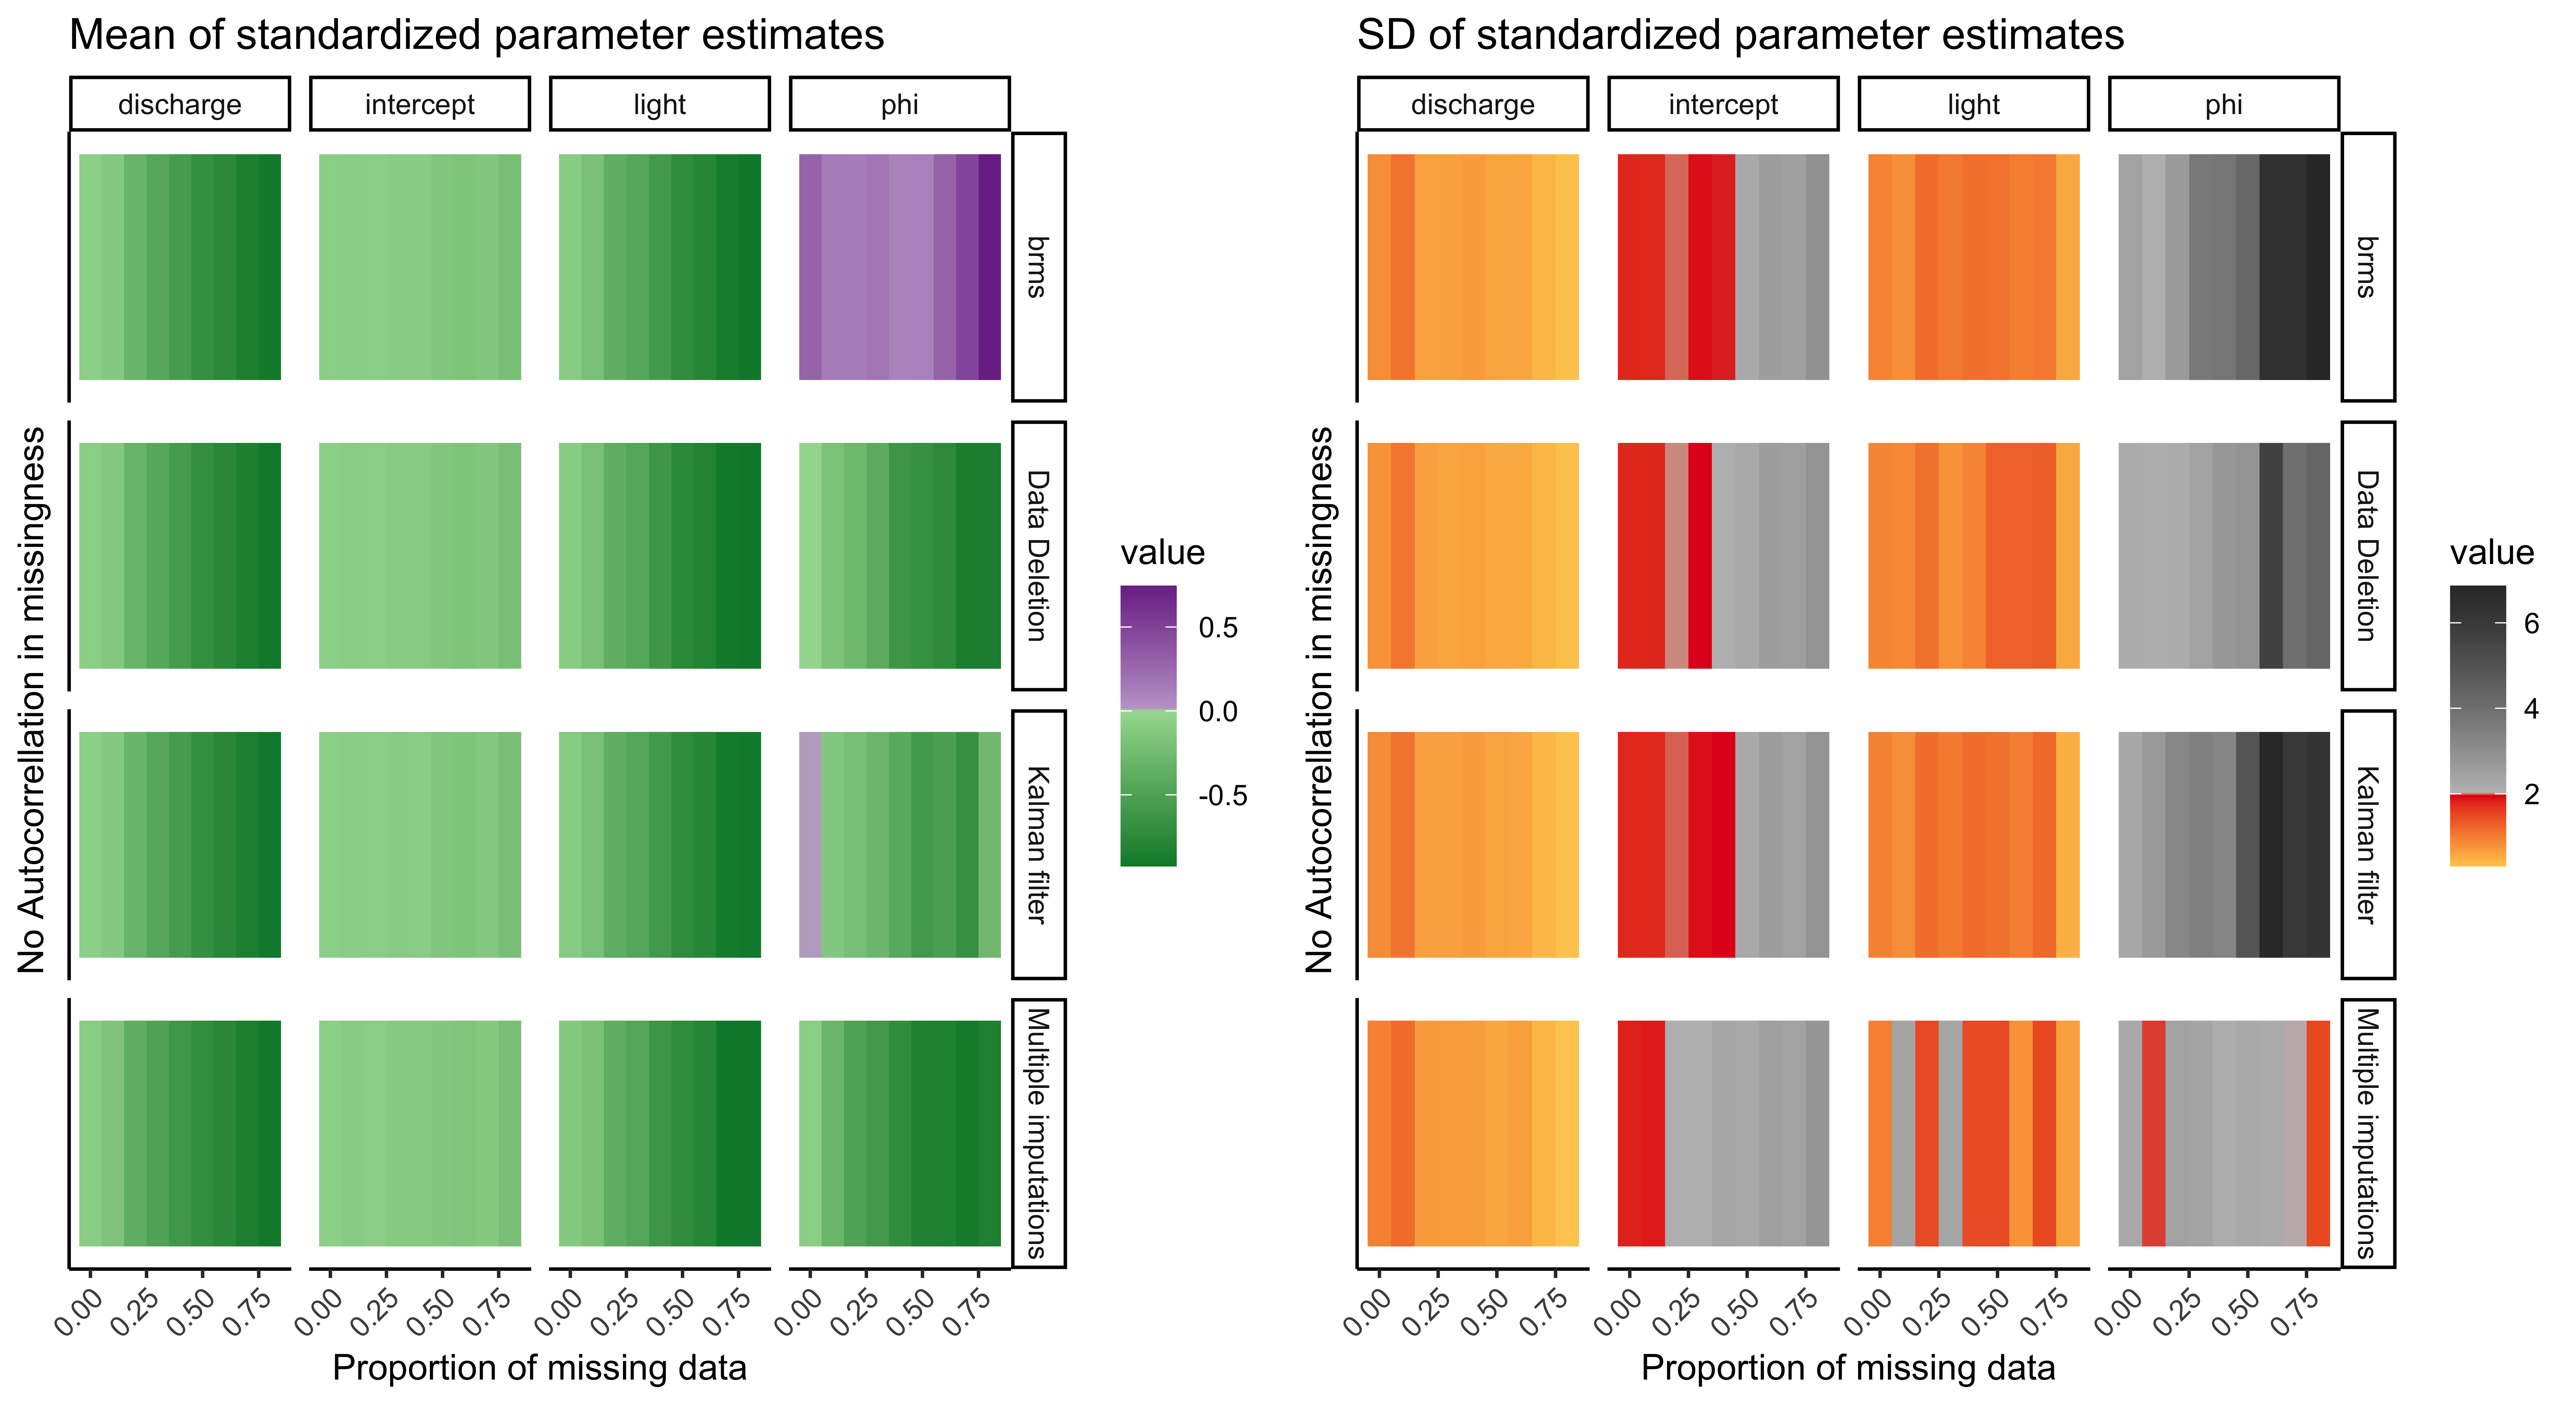 Mean of standardized parameter estimates
discharge
intercept
light
phi
brms
Data Deletion
Kalman filter
Multiple imputations
No Autocorrellation in missingness
0.00
0.25
0.50
0.75
0.00
0.25
0.50
0.75
0.00
0.25
0.50
0.75
0.00
0.25
0.50
0.75
Proportion of missing data
value
0.5
0.0
-0.5
SD of standardized parameter estimates
discharge
intercept
light
phi
brms
Data Deletion
Kalman filter
Multiple imputations
No Autocorrellation in missingness
0.00
0.25
0.50
0.75
0.00
0.25
0.50
0.75
0.00
0.25
0.50
0.75
0.00
0.25
0.50
0.75
Proportion of missing data
value
6
4
2